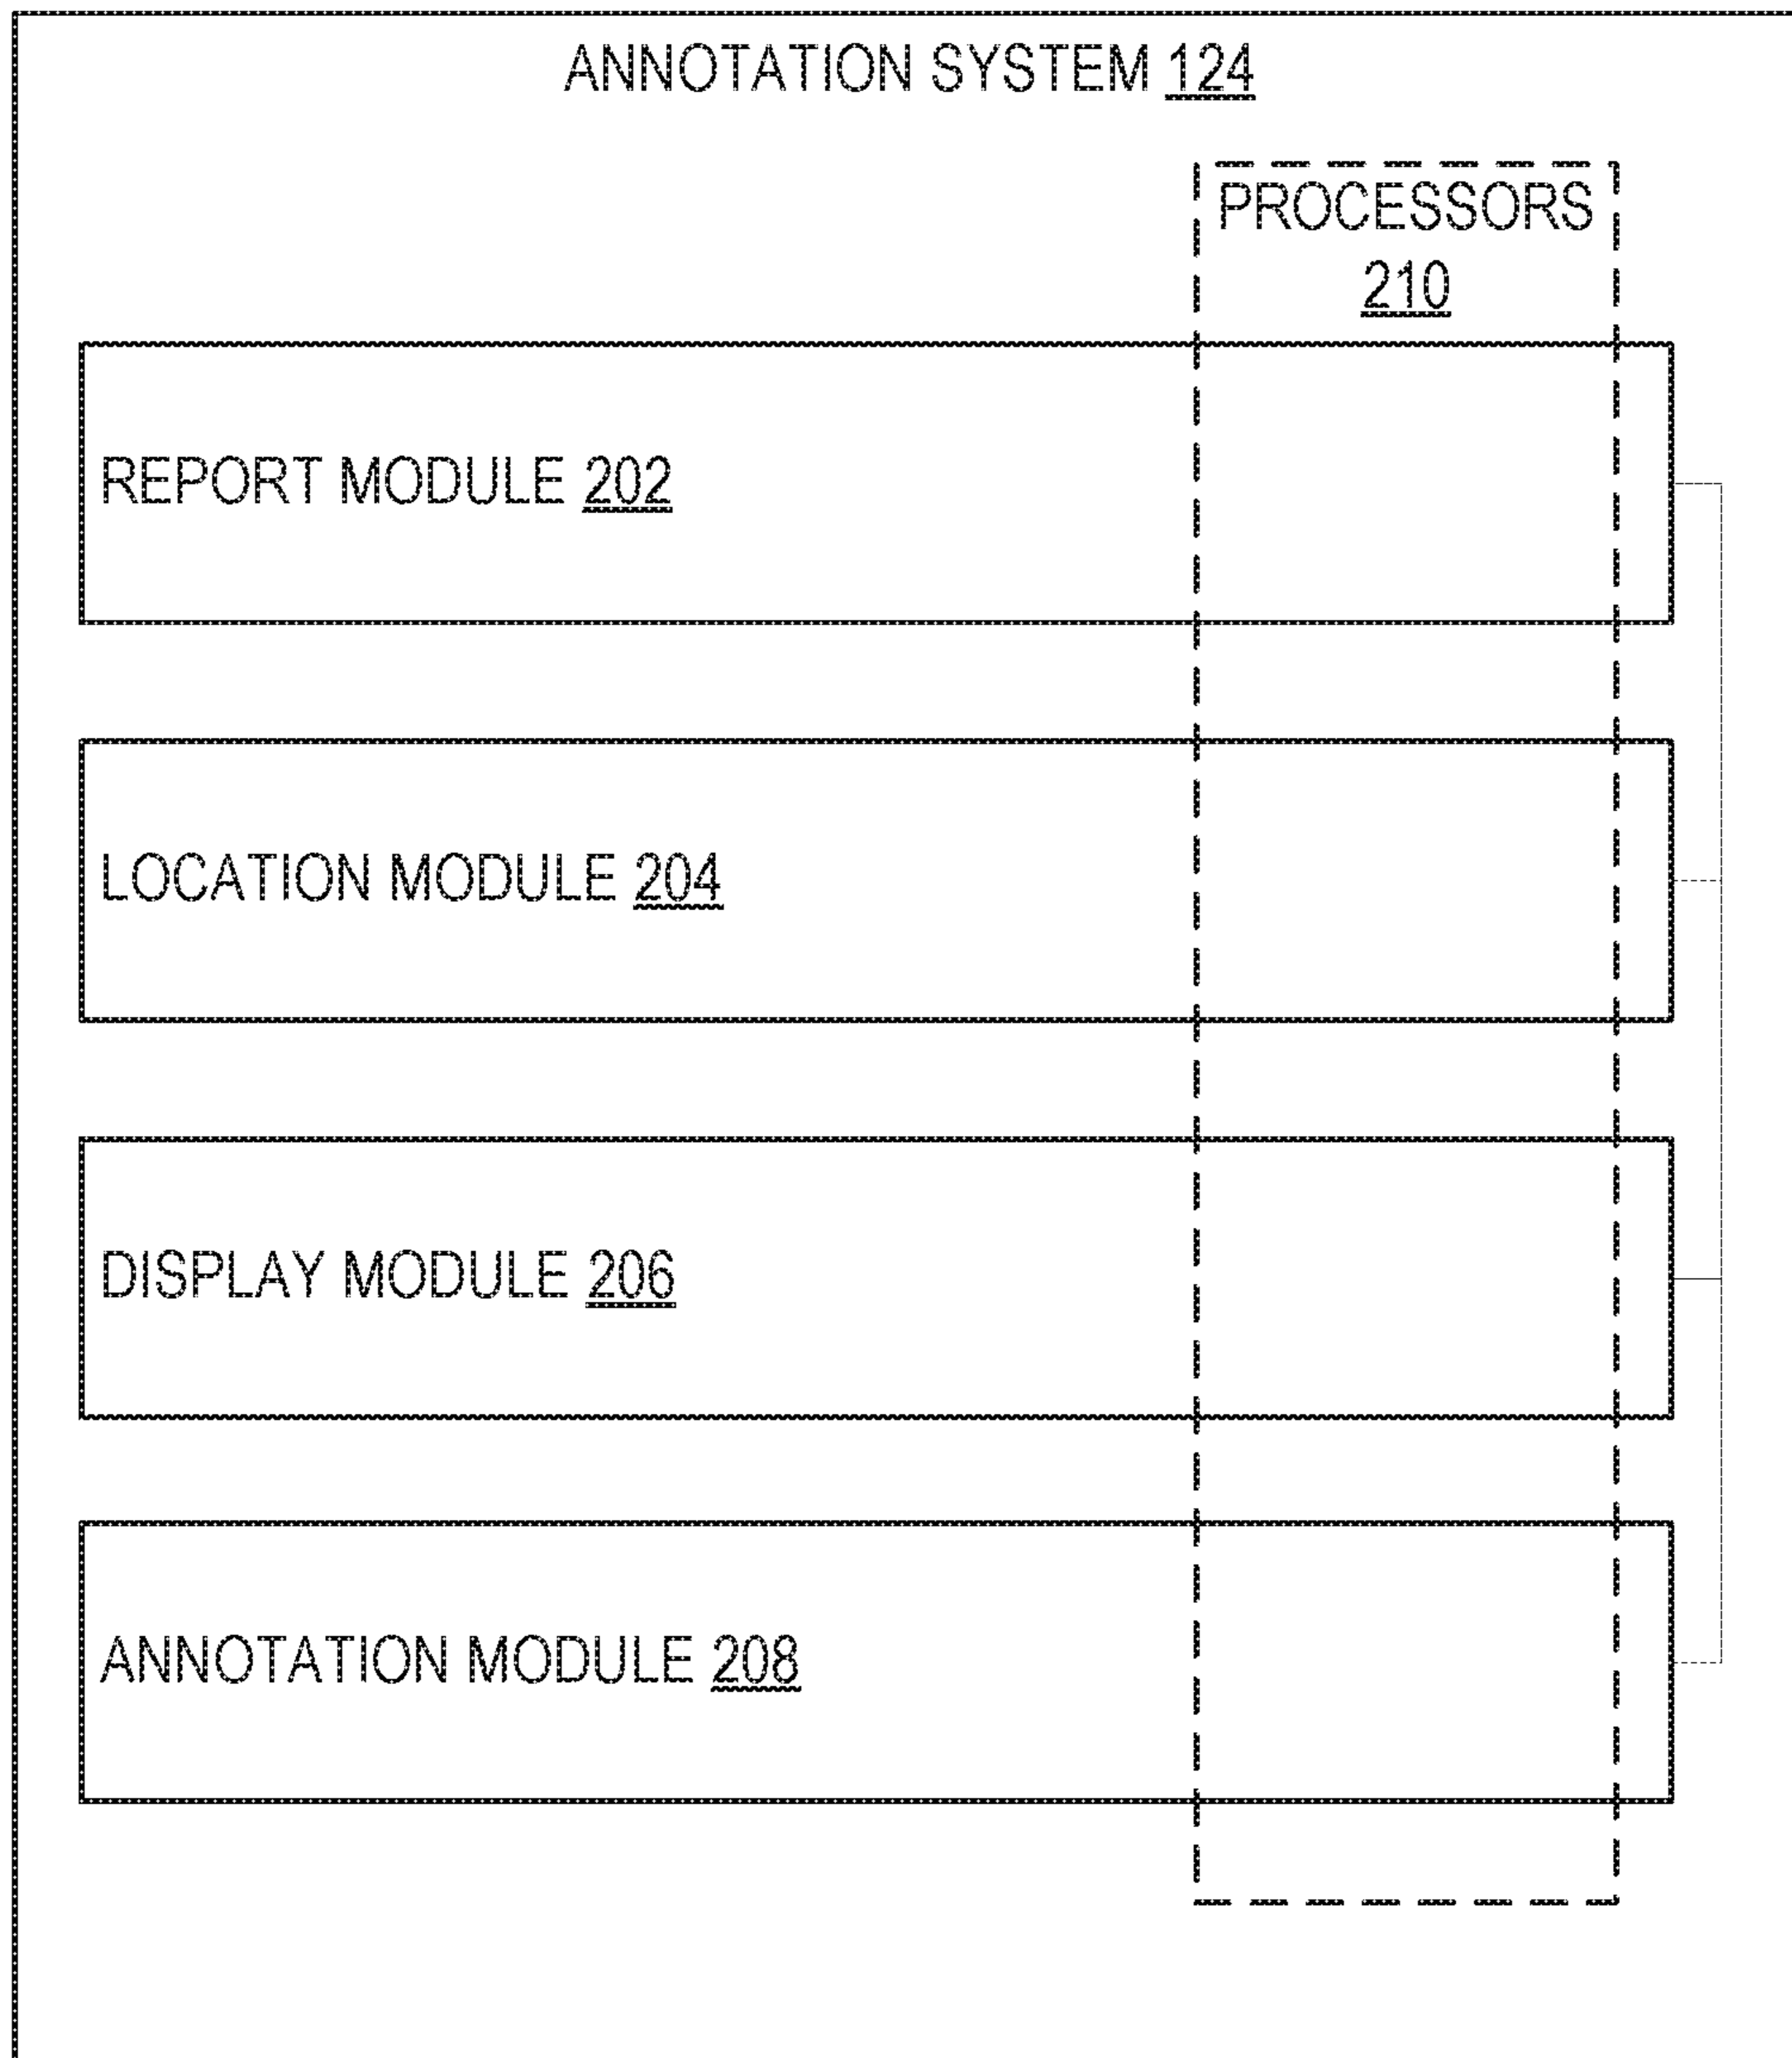 ANNOTATION SYSTEM 124
PROCESSORS
210
REPORT MODULE 202
LOCATION MODULE 204
DISPLAY MODULE 206
ANNOTATION MODULE 208